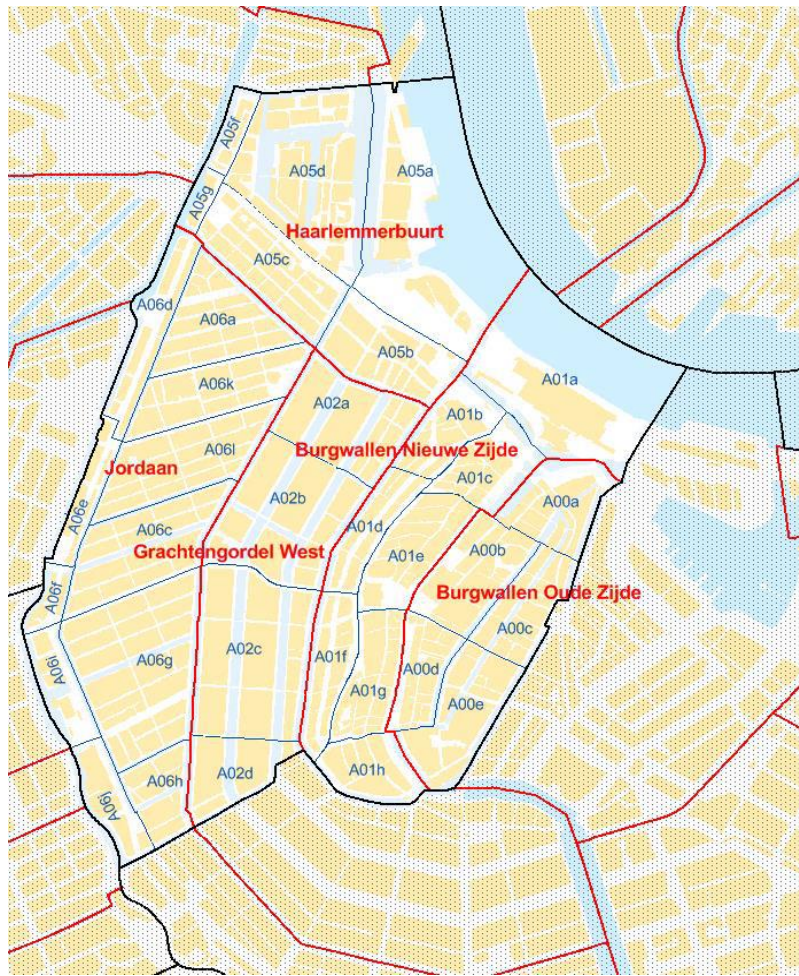 A05f
A05d
A05a
A05g
Haarlemmerbuurt
A05c
A06d
A06a
A05b
A01a
A06k
A02a
A01b
Burgwallen Nieuwe Zijde
A06l
Jordaan
A01c
A02b
A00a
A06e
A06c
A01d
Grachtengordel West
A01e
A00b
Burgwallen Oude Zijde
A06f
A00c
A02c
A01f
A06g
A06i
A00d
A01g
A00e
A06h
A02d
A01h
A06j